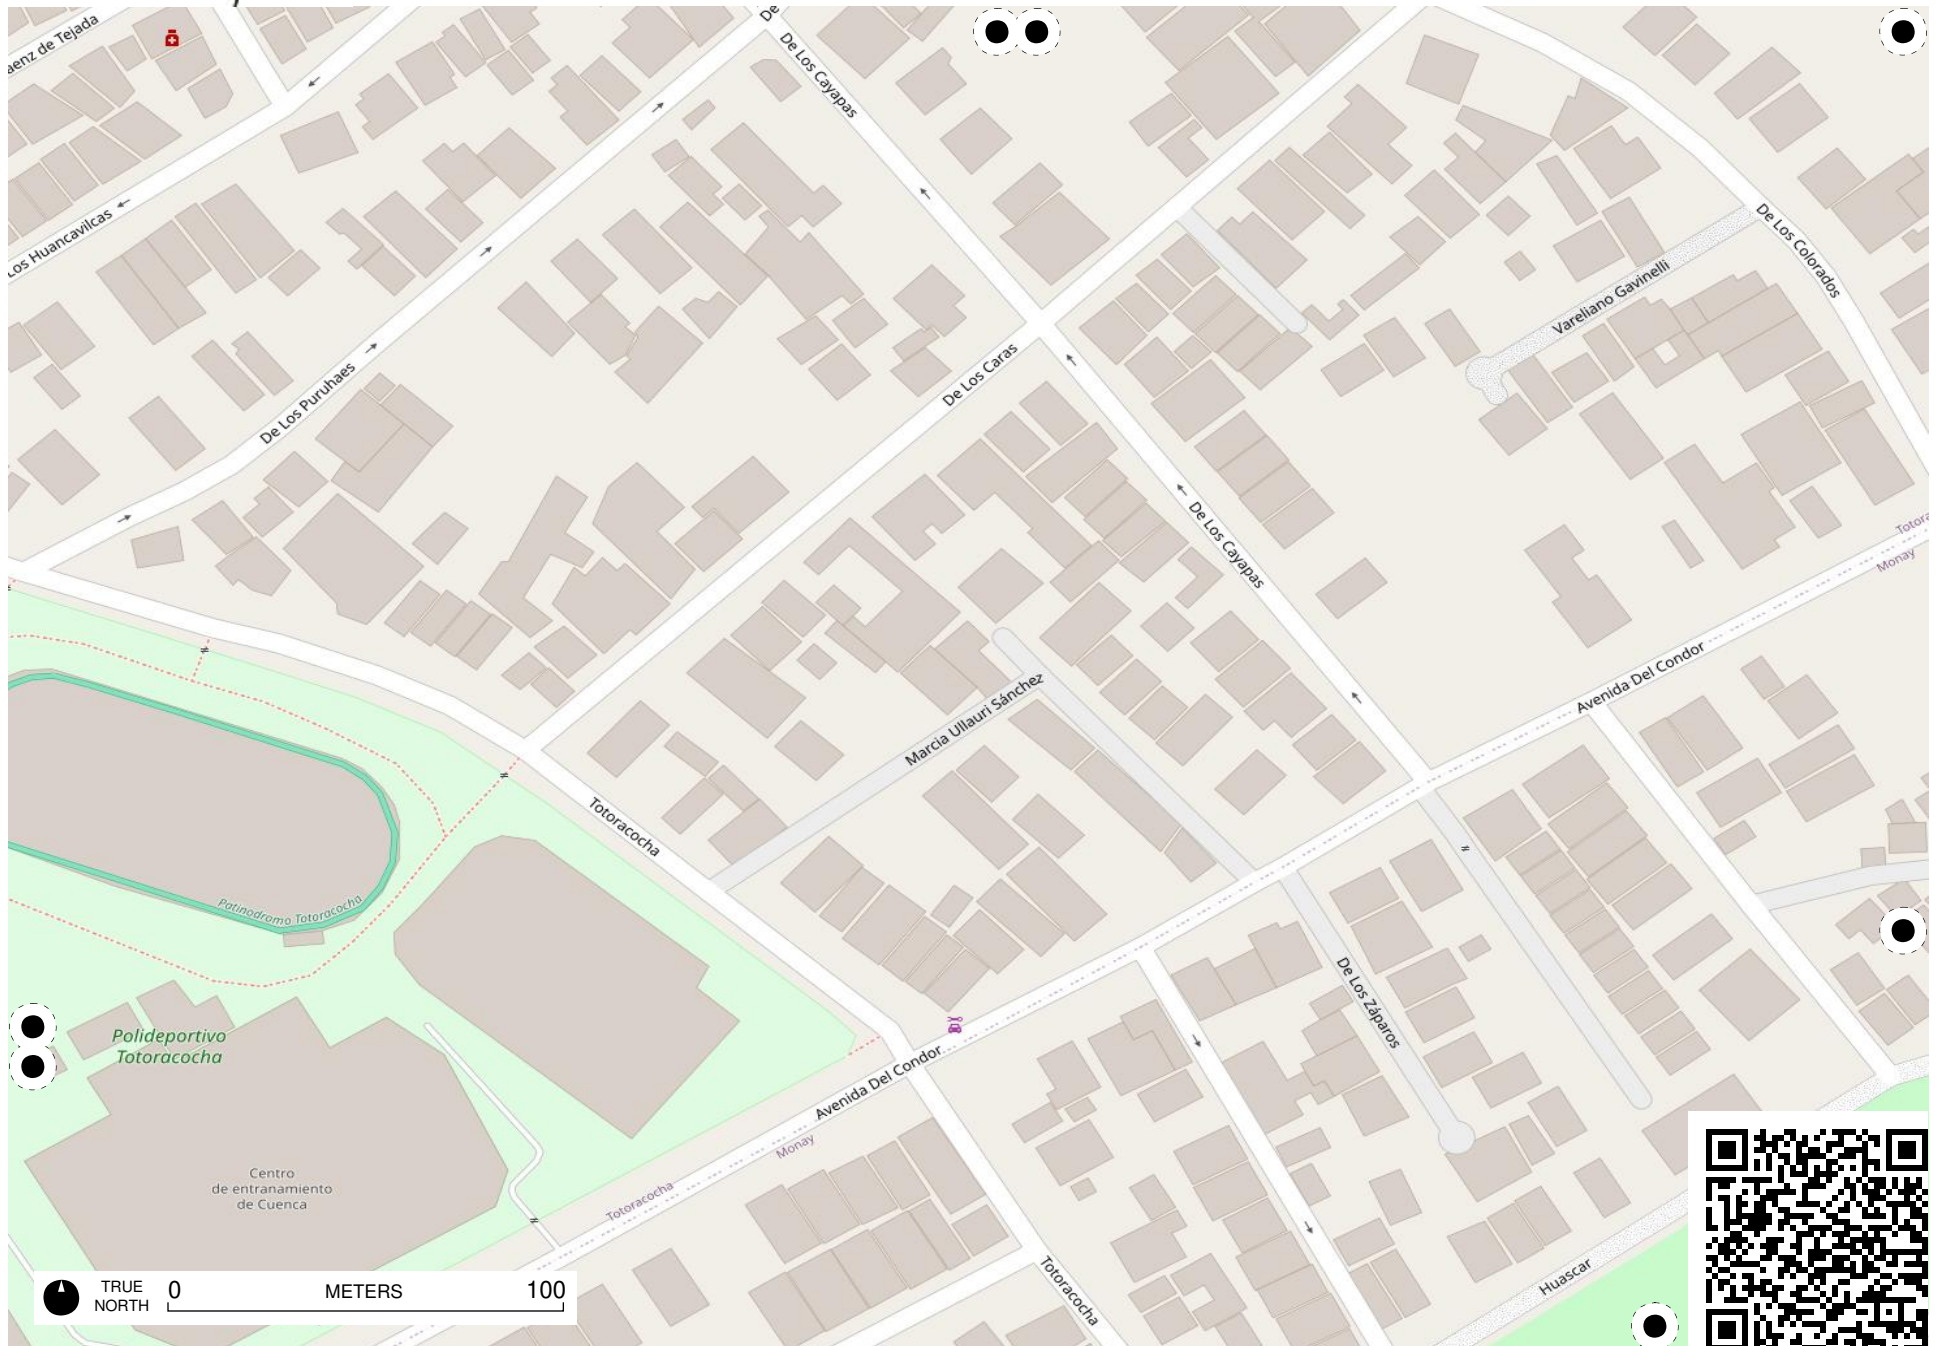 aenz de Tejada
De
De Los Cayapas
De Los Colorados
Los Huancavilcas
Vareliano Gavinelli
De Los Caras
De Los Puruhaes
De Los Cayapas
Monay
Avenida Del Condor
Marcia Ullauri Sánchez
Totoracocha
Patinodromo Totoracocha
De Los Záparos
Polideportivo
Totoracocha
Avenida Del Condor
Monay
Centro
de entranamiento
de Cuenca
Totoracocha
Totoracocha
Huascar
TRUE
NORTH
0 METERS 100